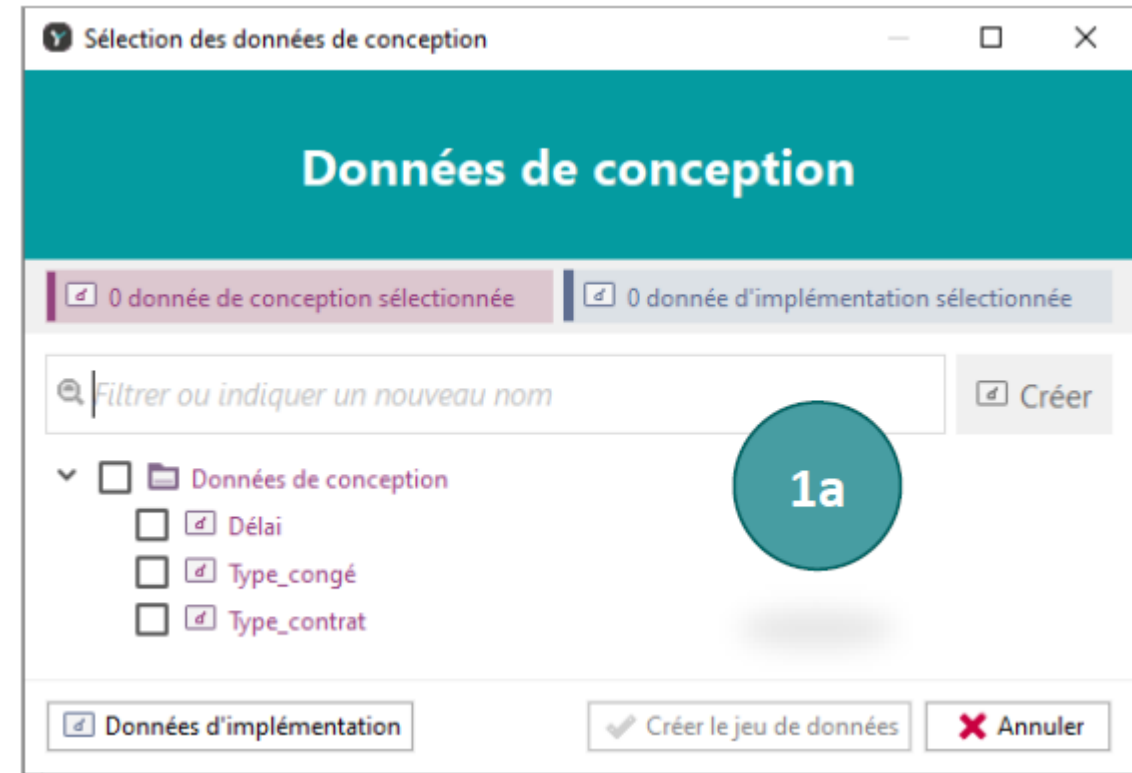 Sélection des données de conception
Données de conception
0 donnée de conception sélectionnée
0 donnée d'implémentation sélectionnée
Filtrer ou indiquer un nouveau nom
Créer
Données de conception
1a
Délai
Type_congé
Type_contrat
Données d'implémentation
Créer le jeu de données
Annuler